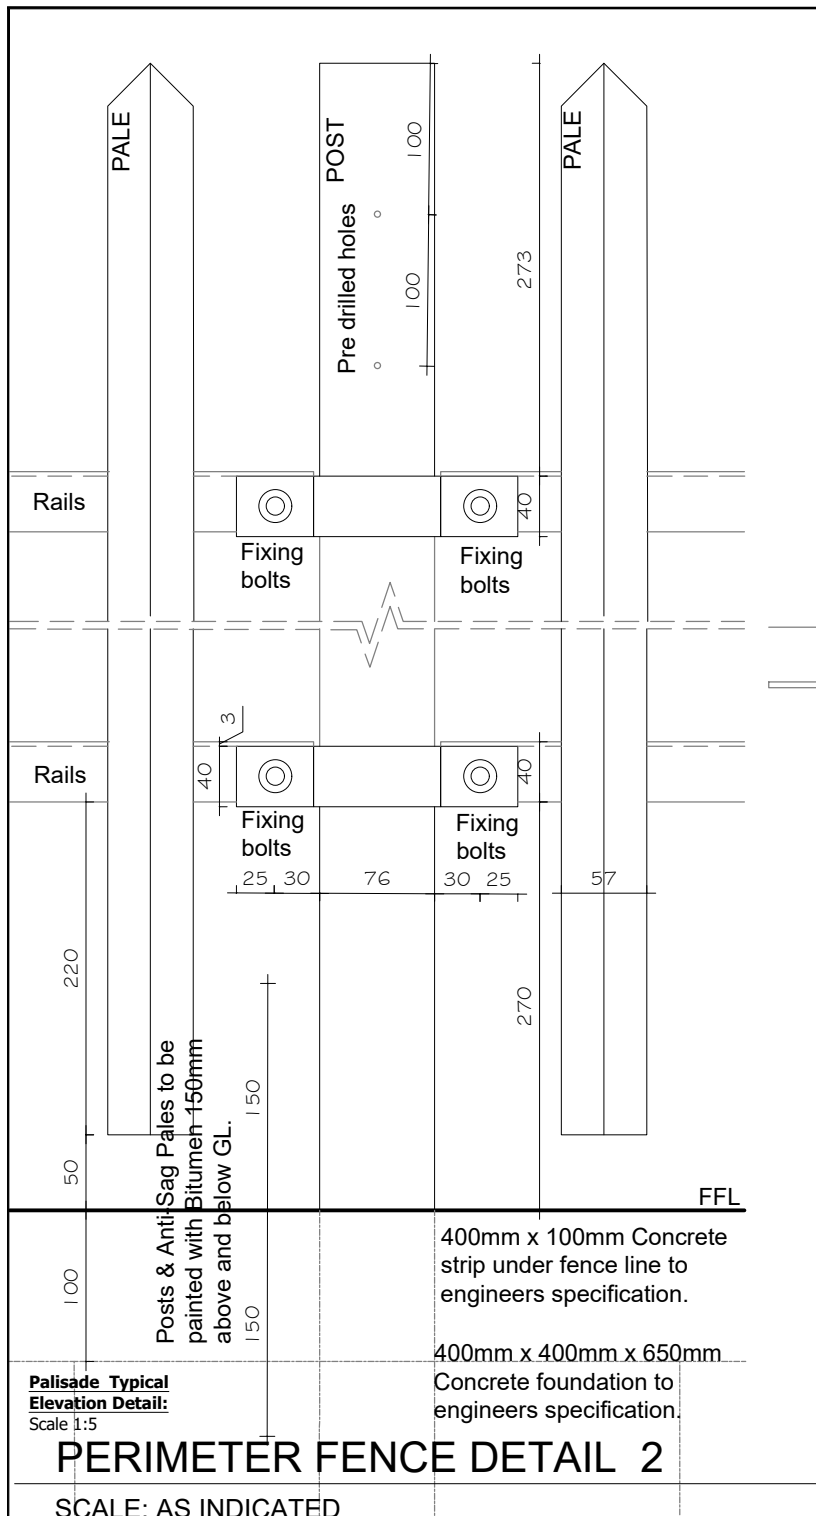 PALE
POST
PALE
100
273
Pre drilled holes
100
Rails
40
Fixing
bolts
Fixing
bolts
3
Rails
40
40
Fixing
bolts
Fixing
bolts
25
30
76
30
25
57
220
270
Posts & Anti-Sag Pales to be
painted with Bitumen 150mm
above and below GL.
150
50
FFL
100
150
400mm x 100mm Concrete
strip under fence line to
engineers specification.
400mm x 400mm x 650mm
Concrete foundation to
engineers specification.
Palisade Typical
Elevation Detail:
Scale 1:5
PERIMETER FENCE DETAIL 2
SCALE: AS INDICATED